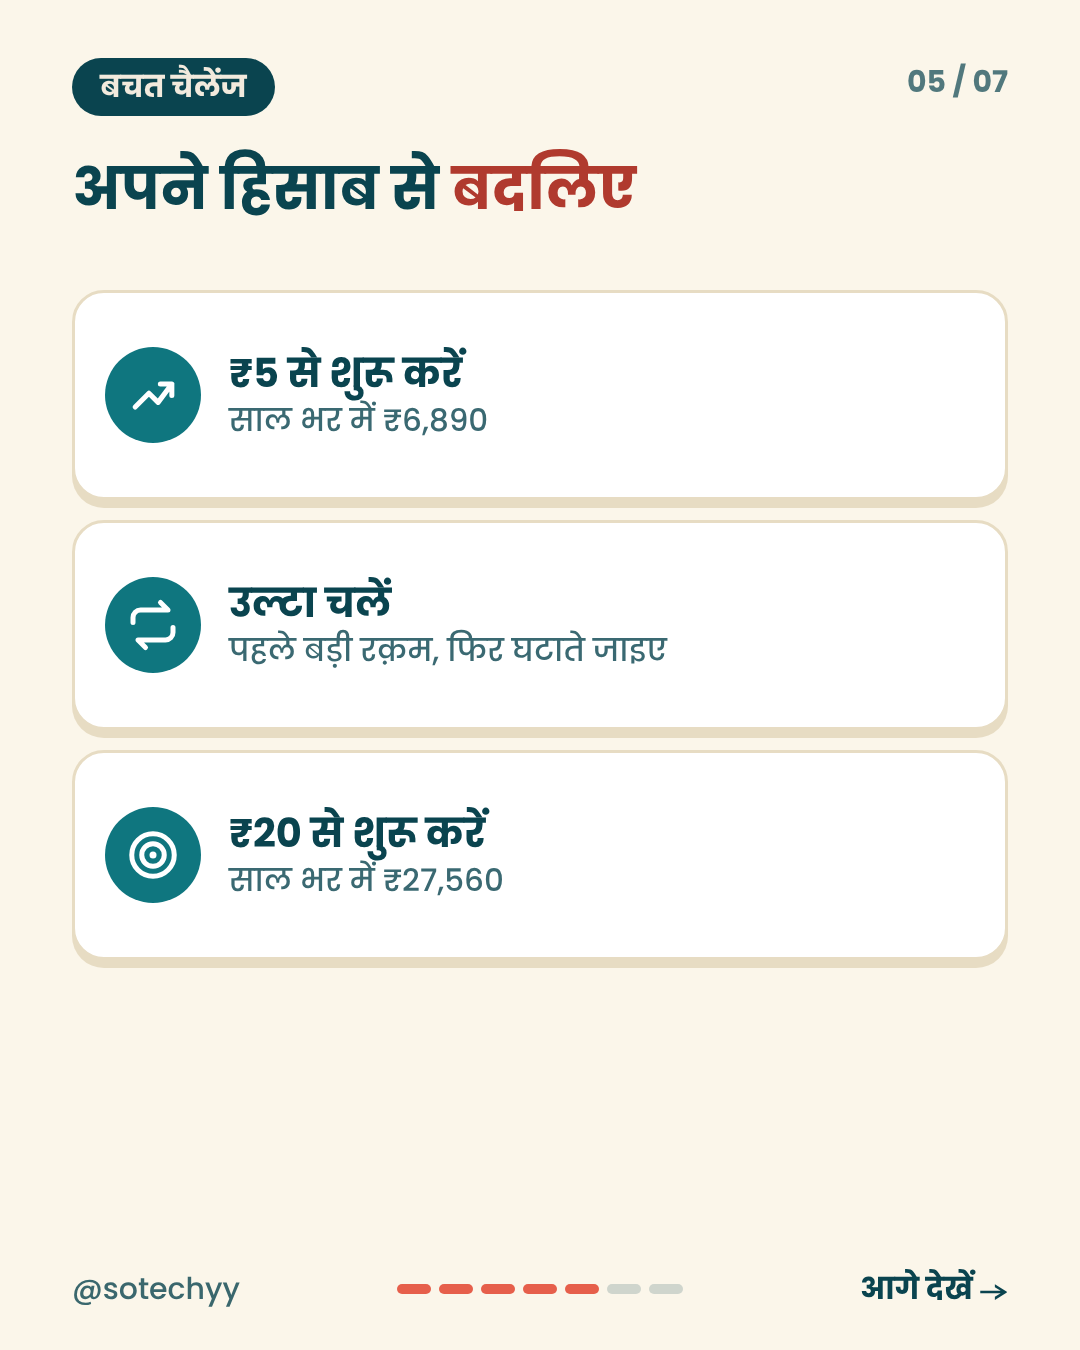 बचत चैलेंज
05 / 07
अपने हिसाब से बदलिए
₹5 से शुरू करें
साल भर में ₹6,890
उल्टा चलें
पहले बड़ी रक़म, फिर घटाते जाइए
₹20 से शुरू करें
साल भर में ₹27,560
@sotechyy
आगे देखें →